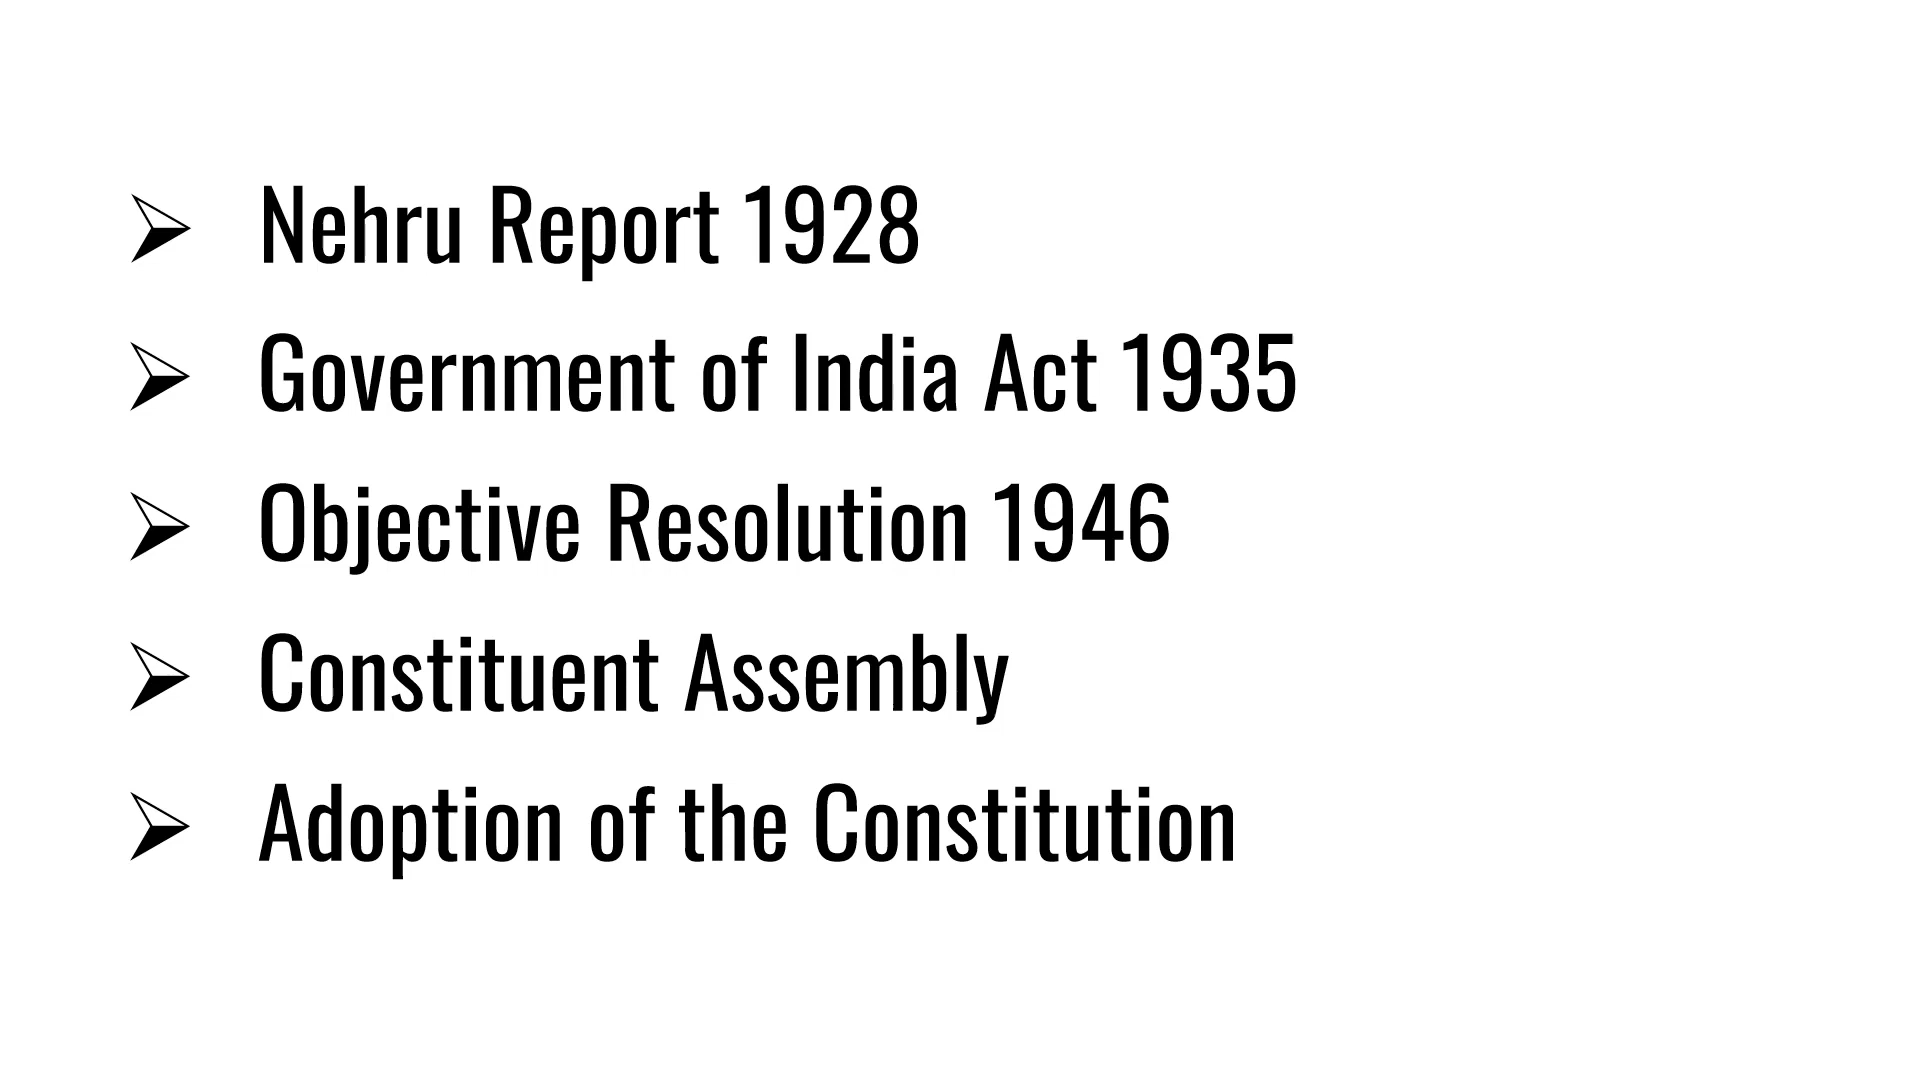 ➢ Nehru Report 1928
➢ Government of India Act 1935
➢ Objective Resolution 1946
➢ Constituent Assembly
➢ Adoption of the Constitution